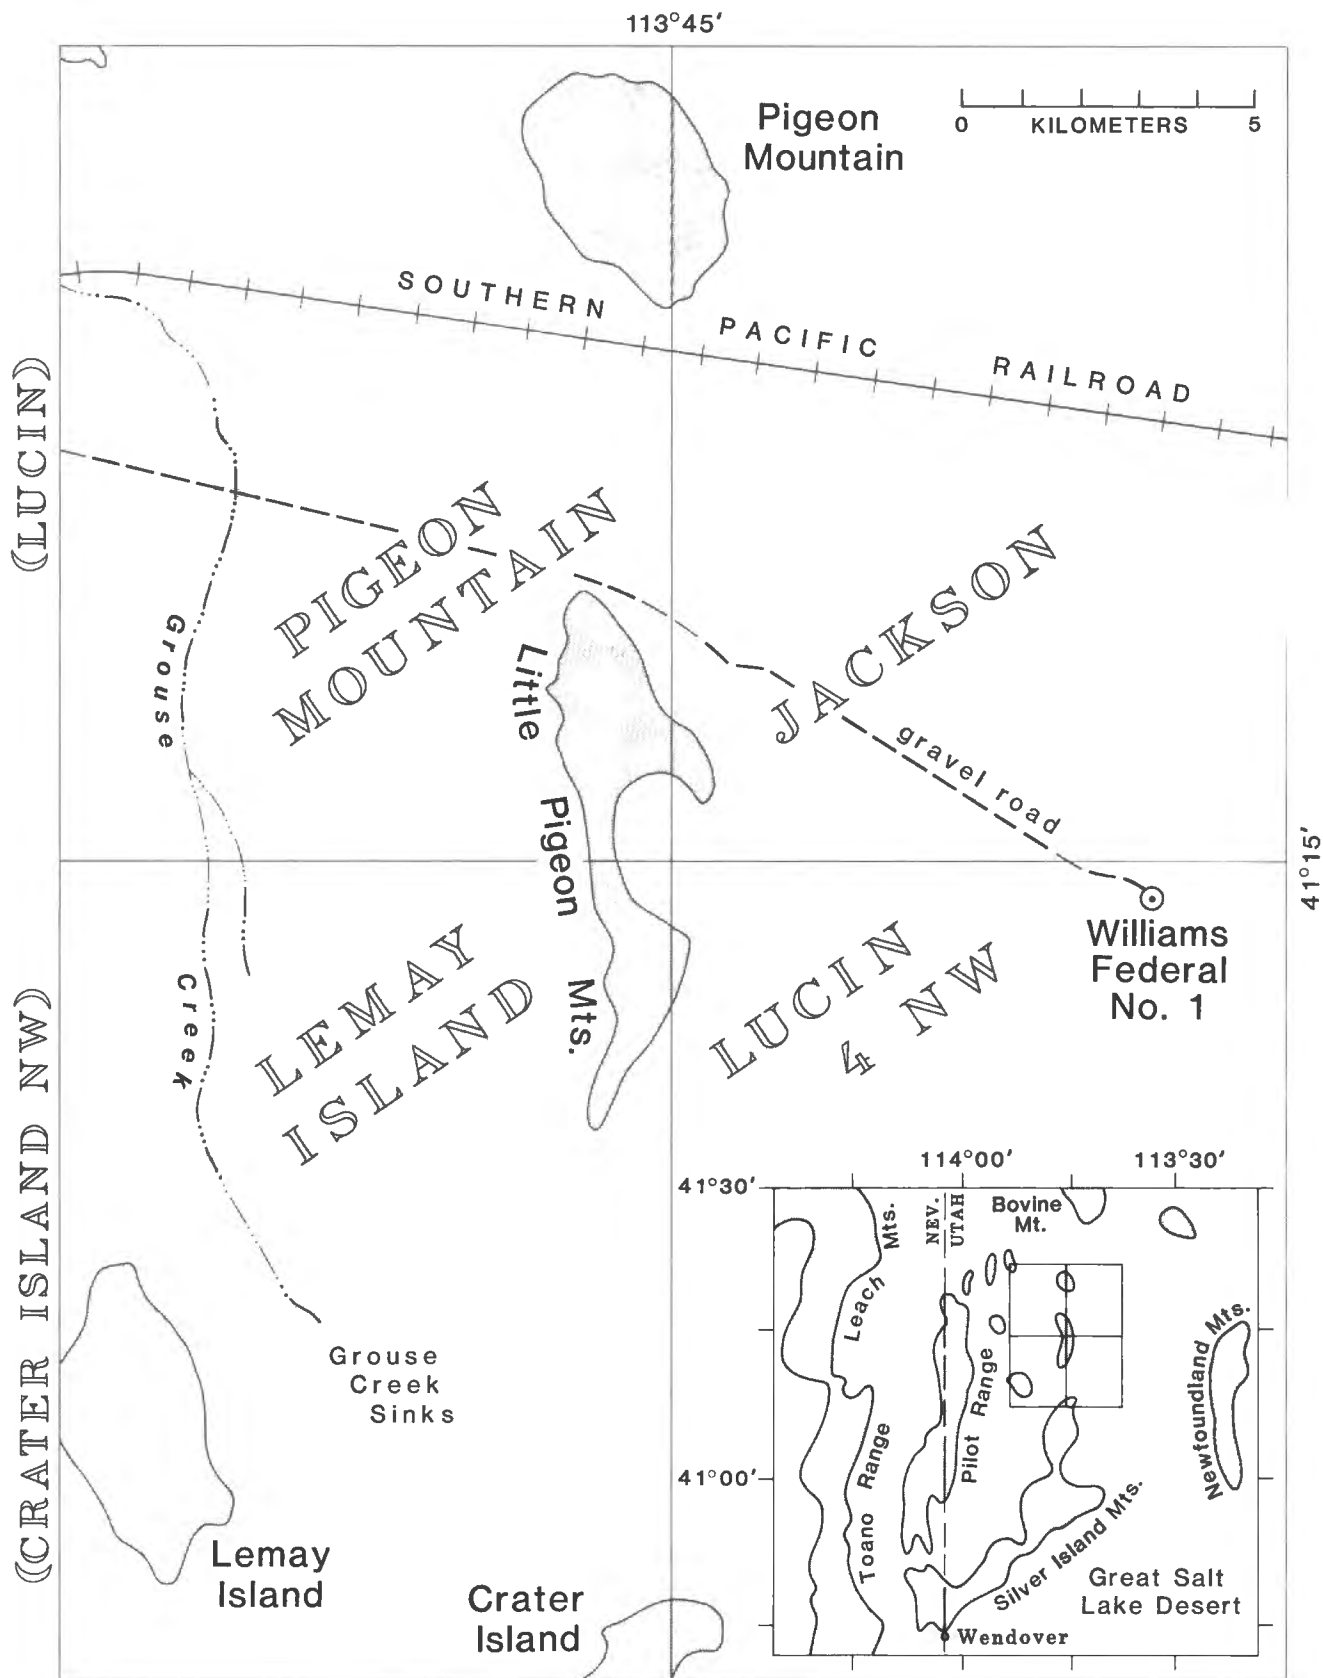 113°45'
Pigeon
Mountain
0 KILOMETERS 5
SOUTHERN PACIFIC RAILROAD
(LUCIN)
PIGEON
MOUNTAIN
JACKSON
Grouse
Little
Pigeon
Mts.
gravel road
41°15'
Williams
Federal
No. 1
LEMAY
ISLAND
LUCIN
4 NW
Creek
(CRATER ISLAND NW)
Grouse
Creek
Sinks
Lemay
Island
Crater
Island
114°00' 113°30'
41°30'
NEV.
UTAH
Bovine
Mt.
Leach Mts.
Pilot Range
Newfoundland Mts.
41°00'
Toano Range
Silver Island Mts.
Great Salt
Lake Desert
Wendover